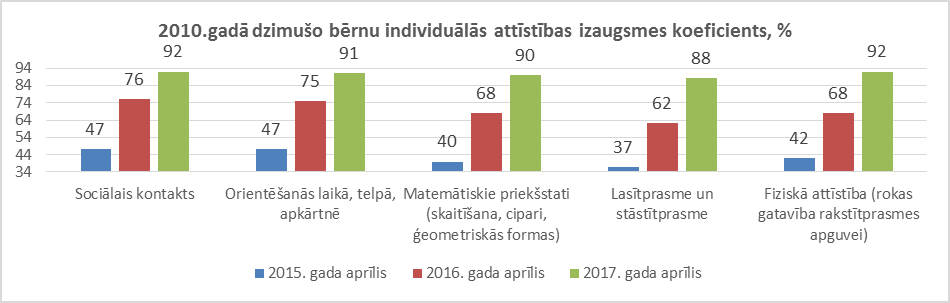 2010.gadā dzimušo bērnu individuālās attīstības izaugsmes koeficients, %
92 91 90 88 92
94
84
74
64
54
44
34
47 76
47 75
40 68
37 62
42 68
Sociālais kontakts
Orientēšanās laikā, telpā,
apkārtnē
Matemātiskie priekšstati
(skaitīšana, cipari,
ģeometriskās formas)
Lasītprasme un
stāstītprasme
Fiziskā attīstība (rokas
gatavība rakstītprasmes
apguvei)
2015. gada aprīlis 2016. gada aprīlis 2017. gada aprīlis